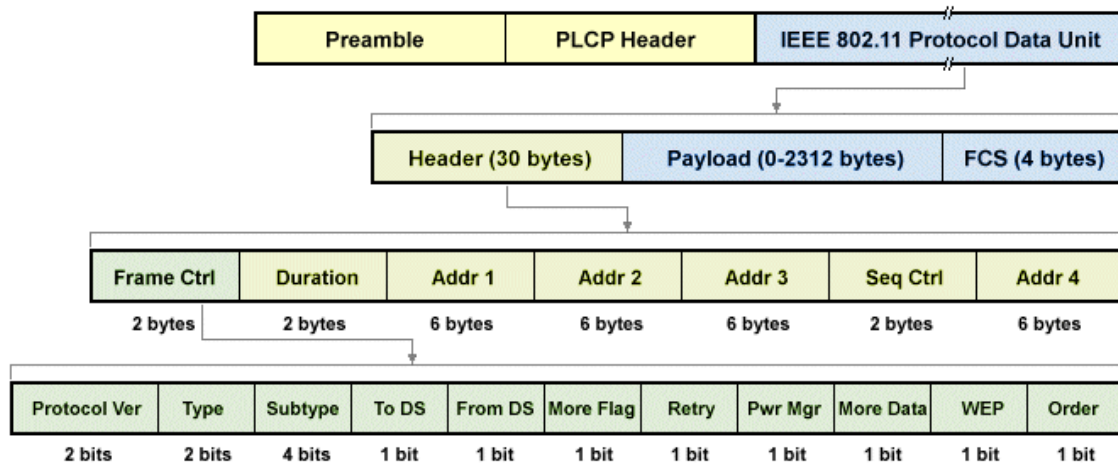 Preamble PLCP Header IEEE 802.11 Protocol Data Unit
Header (30 bytes) Payload (0-2312 bytes) FCS (4 bytes)
Frame Ctrl Duration Addr 1 Addr 2 Addr 3 Seq Ctrl Addr 4
2 bytes 2 bytes 6 bytes 6 bytes 6 bytes 2 bytes 6 bytes
Protocol Ver Type Subtype To DS From DS More Flag Retry Pwr Mgr More Data WEP Order
2 bits 2 bits 4 bits 1 bit 1 bit 1 bit 1 bit 1 bit 1 bit 1 bit 1 bit